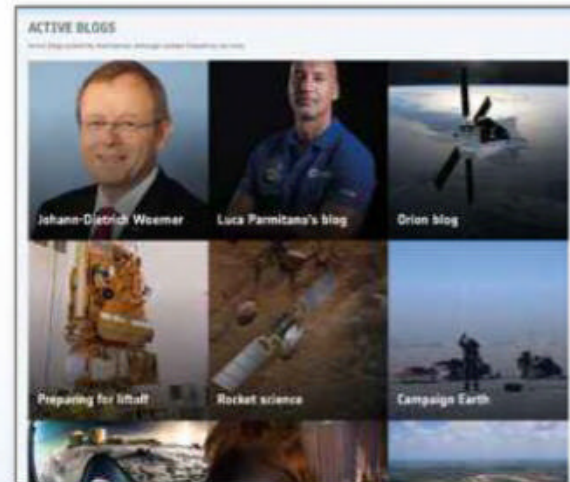 ACTIVE BLOGS
Johann-Dietrich Woerner
Luca Parmitano's blog
Orion blog
Preparing for liftoff
Rocket science
Campaign Earth